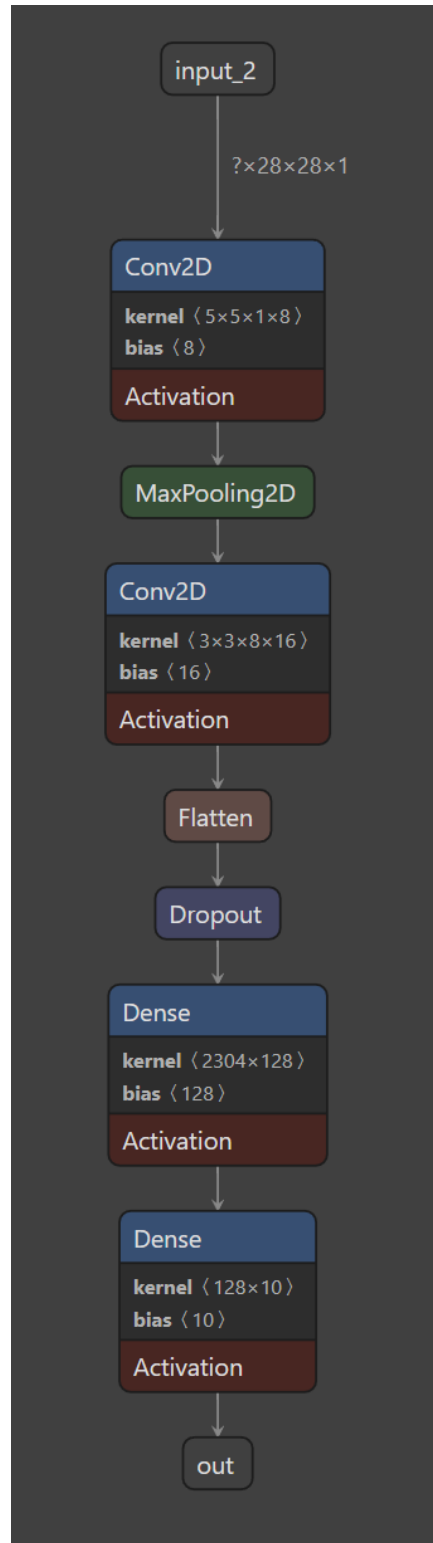 input_2
?×28×28×1
Conv2D
kernel ⟨5×5×1×8⟩
bias ⟨8⟩
Activation
MaxPooling2D
Conv2D
kernel ⟨3×3×8×16⟩
bias ⟨16⟩
Activation
Flatten
Dropout
Dense
kernel ⟨2304×128⟩
bias ⟨128⟩
Activation
Dense
kernel ⟨128×10⟩
bias ⟨10⟩
Activation
out